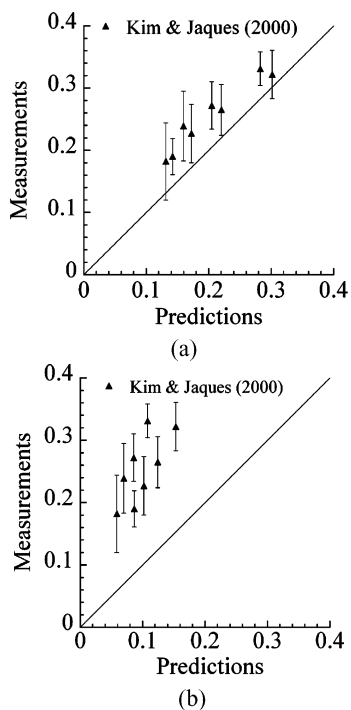 0.4
Kim & Jaques (2000)
0.3
0.2
0.1
0
Measurements
0 0.1 0.2 0.3 0.4
Predictions
(a)
0.4
Kim & Jaques (2000)
0.3
0.2
0.1
0
Measurements
0 0.1 0.2 0.3 0.4
Predictions
(b)